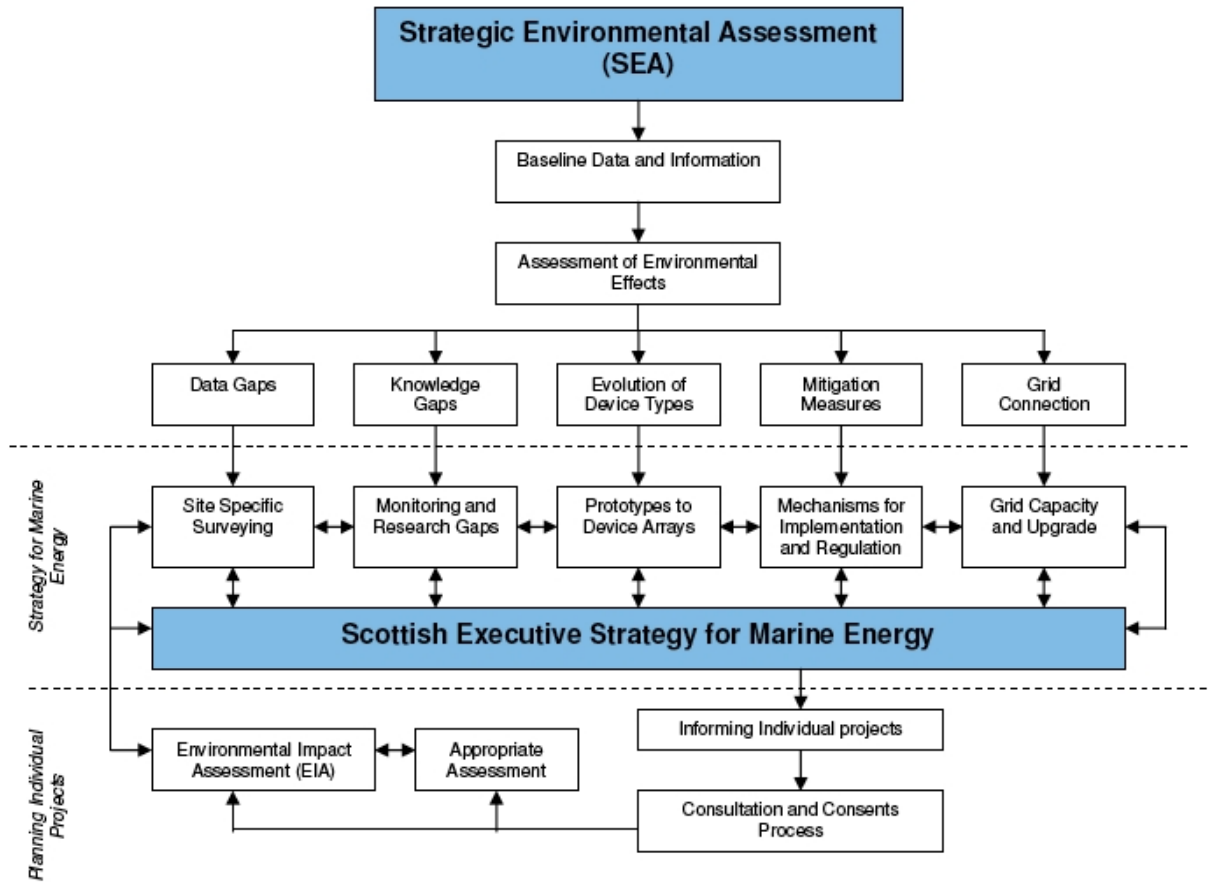 Strategic Environmental Assessment
(SEA)
Baseline Data and Information
Assessment of Environmental
Effects
Data Gaps
Knowledge
Gaps
Evolution of
Device Types
Mitigation
Measures
Grid
Connection
Strategy for Marine
Energy
Site Specific
Surveying
Monitoring and
Research Gaps
Prototypes to
Device Arrays
Mechanisms for
Implementation
and Regulation
Grid Capacity
and Upgrade
Scottish Executive Strategy for Marine Energy
Planning Individual
Projects
Informing Individual projects
Environmental Impact
Assessment (EIA)
Appropriate
Assessment
Consultation and Consents
Process